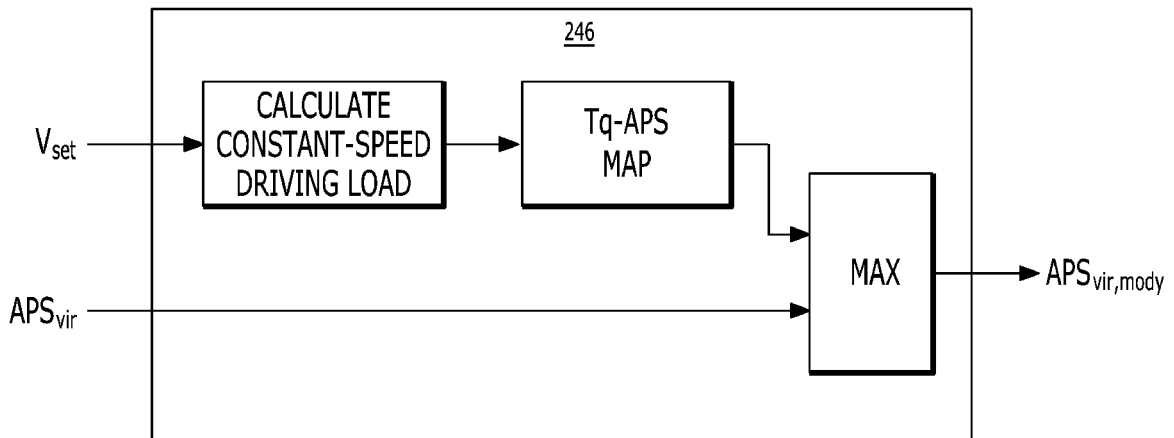 246
CALCULATE
CONSTANT-SPEED
DRIVING LOAD
Tq-APS
MAP
Vset
MAX
APSvir,mody
APSvir